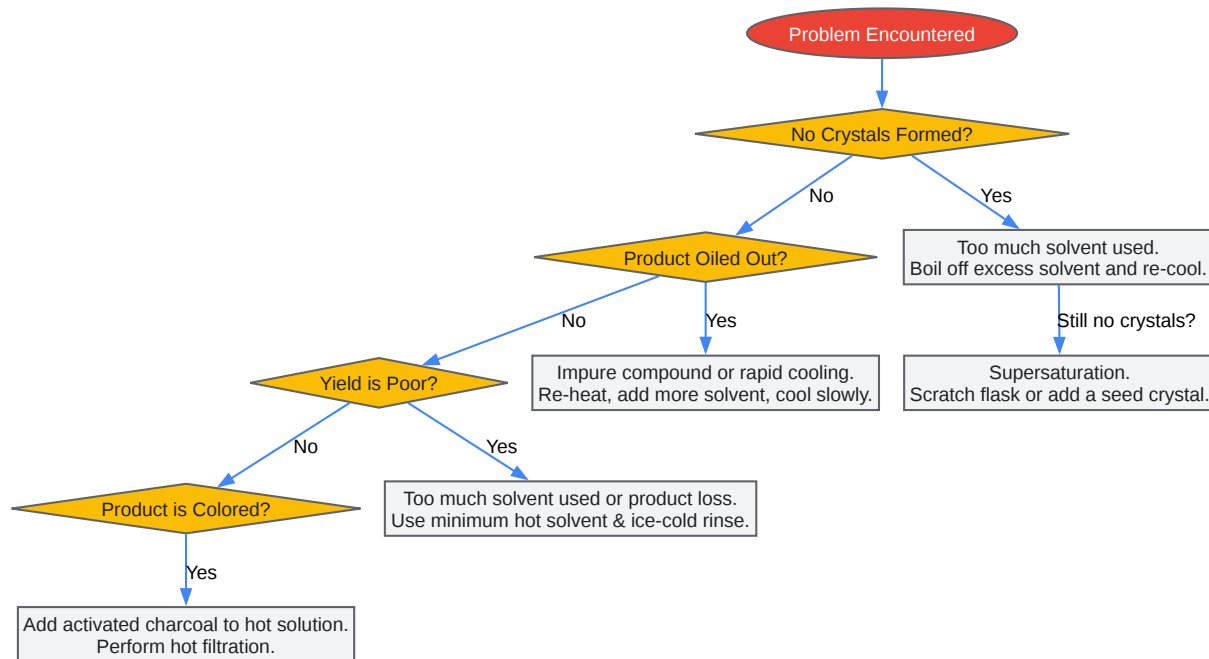 Problem Encountered
No Crystals Formed?
No
Yes
Product Oiled Out?
Too much solvent used.
Boil off excess solvent and re-cool.
No
Yes
Still no crystals?
Yield is Poor?
Impure compound or rapid cooling.
Re-heat, add more solvent, cool slowly.
Supersaturation.
Scratch flask or add a seed crystal.
No
Yes
Product is Colored?
Too much solvent used or product loss.
Use minimum hot solvent & ice-cold rinse.
Yes
Add activated charcoal to hot solution.
Perform hot filtration.